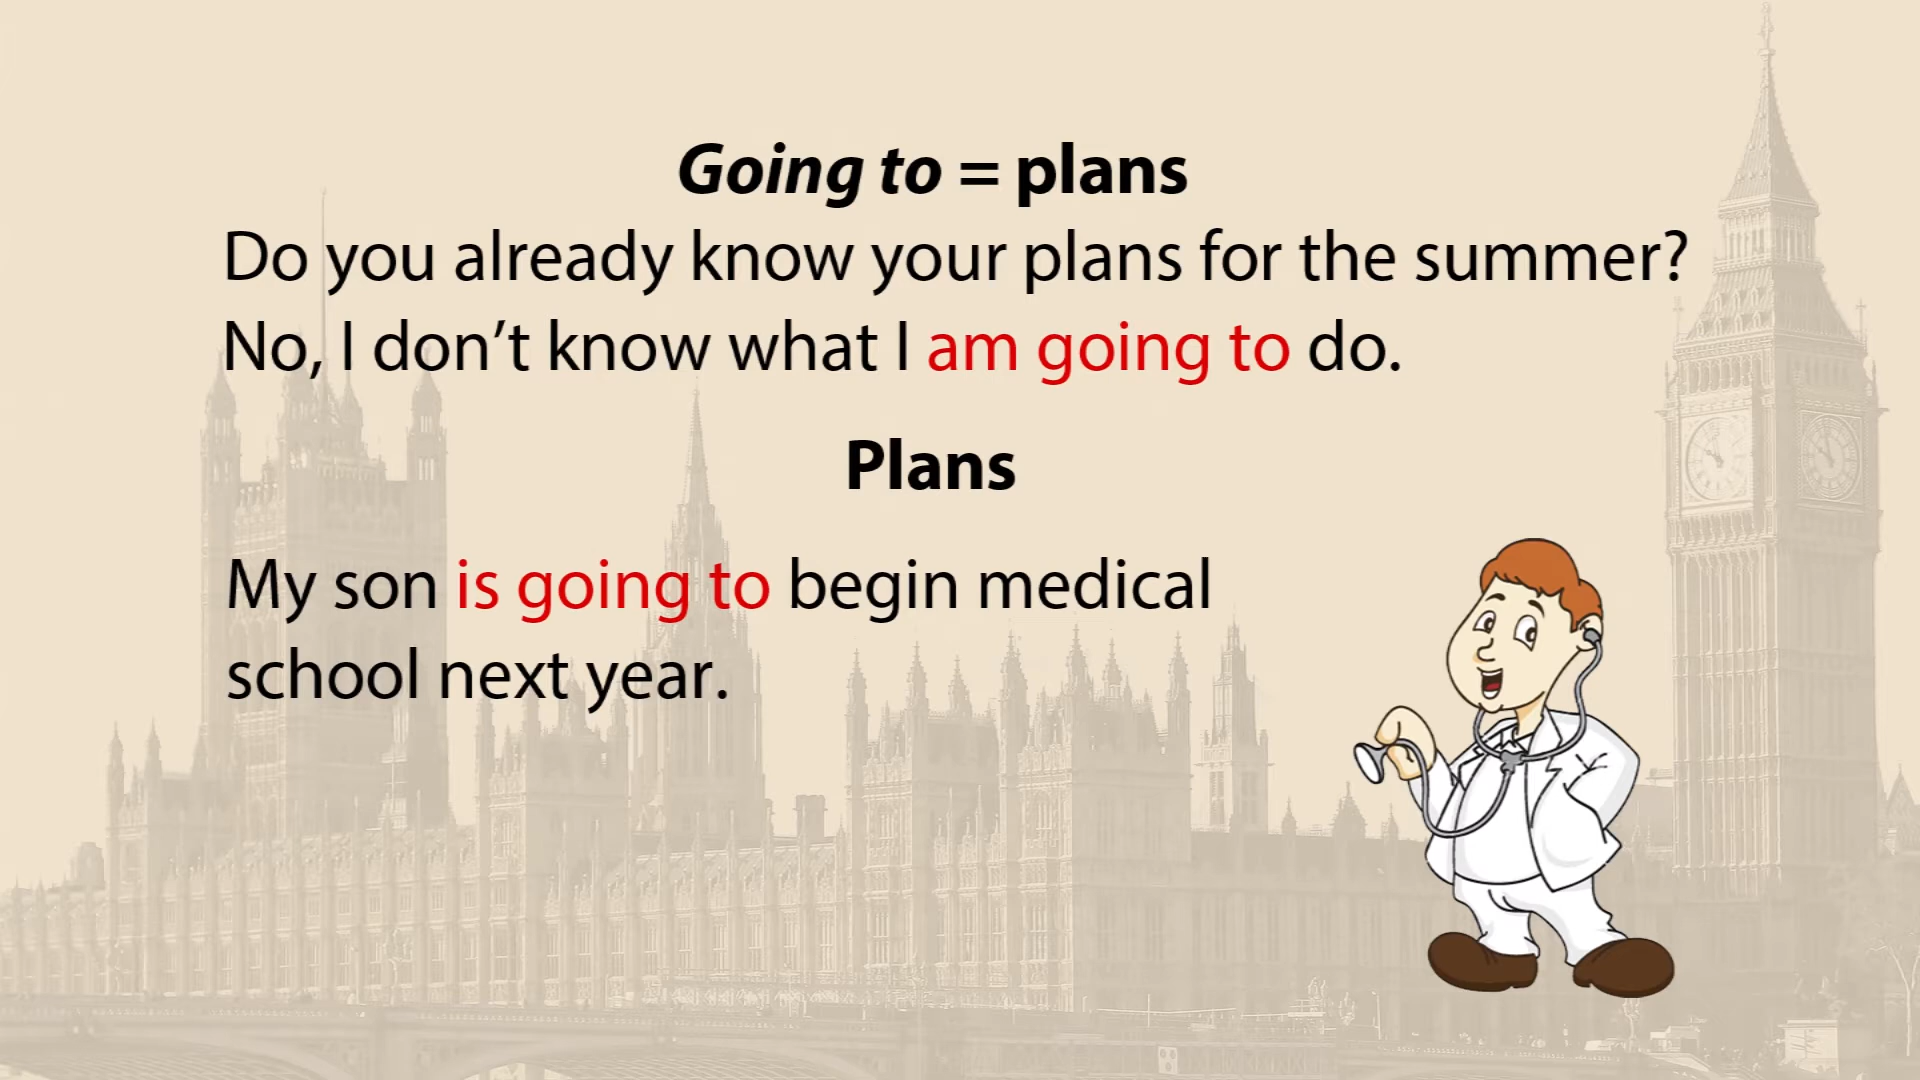 Going to = plans
Do you already know your plans for the summer?
No, I don’t know what I am going to do.
Plans
My son is going to begin medical
school next year.